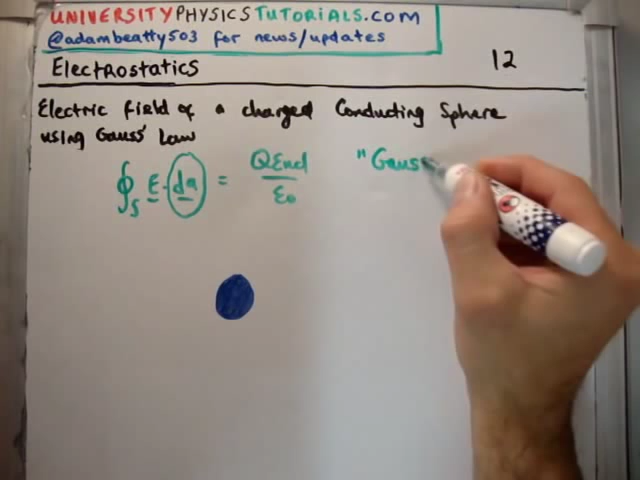 UNIVERSITYPHYSICSTUTORIALS.COM
@adambeatty503 for news/updates
Electrostatics 12
Electric Field of a charged Conducting Sphere
using Gauss' Law
∮S E·da = QEncl/ε0 "Gauss